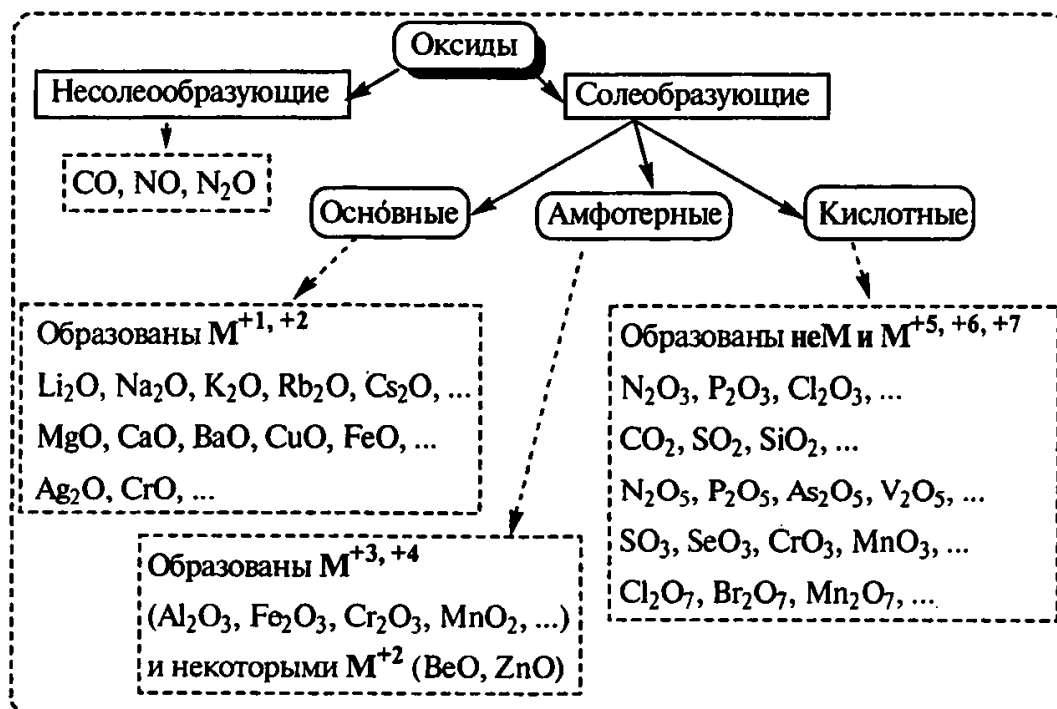 Оксиды
Несолеообразующие
Солеобразующие
CO, NO, N₂O
Оснóвные
Амфотерные
Кислотные
Образованы M⁺¹, ⁺²
Li₂O, Na₂O, K₂O, Rb₂O, Cs₂O, ...
MgO, CaO, BaO, CuO, FeO, ...
Ag₂O, CrO, ...
Образованы M⁺³, ⁺⁴
(Al₂O₃, Fe₂O₃, Cr₂O₃, MnO₂, ...)
и некоторыми M⁺² (BeO, ZnO)
Образованы неМ и M⁺⁵, ⁺⁶, ⁺⁷
N₂O₃, P₂O₃, Cl₂O₃, ...
CO₂, SO₂, SiO₂, ...
N₂O₅, P₂O₅, As₂O₅, V₂O₅, ...
SO₃, SeO₃, CrO₃, MnO₃, ...
Cl₂O₇, Br₂O₇, Mn₂O₇, ...